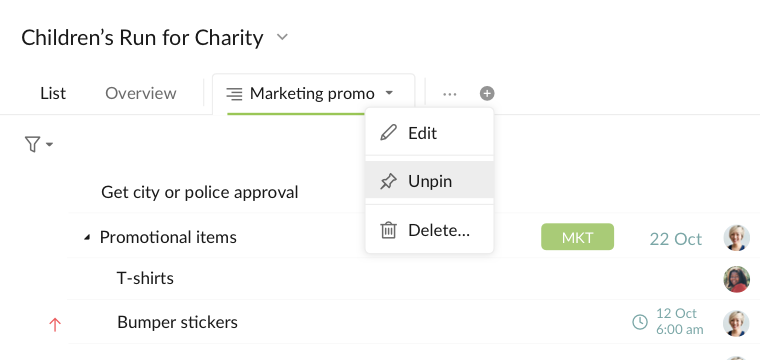 Children's Run for Charity
List Overview Marketing promo ...
Edit
Unpin
Get city or police approval
Promotional items MKT 22 Oct
Delete...
T-shirts
Bumper stickers 12 Oct
6:00 am